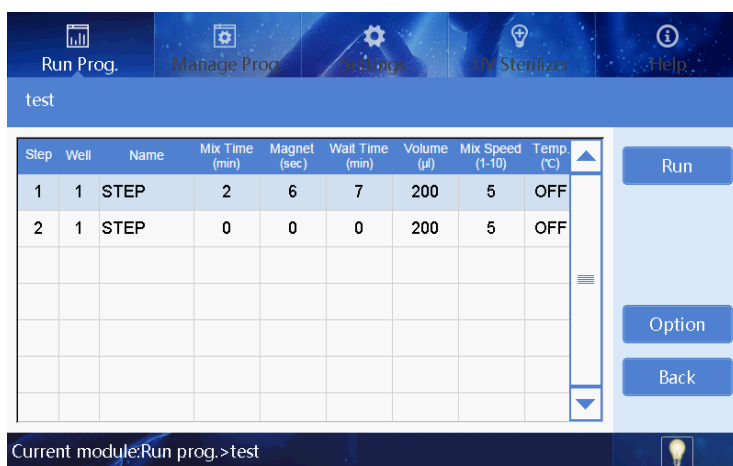 Run Prog. Manage Prog. Settings UV Sterilizer Help
test
Step Well Name Mix Time (min) Magnet (sec) Wait Time (min) Volume (μl) Mix Speed (1-10) Temp. (℃)
1 1 STEP 2 6 7 200 5 OFF
2 1 STEP 0 0 0 200 5 OFF
Run
Option
Back
Current module:Run prog.>test